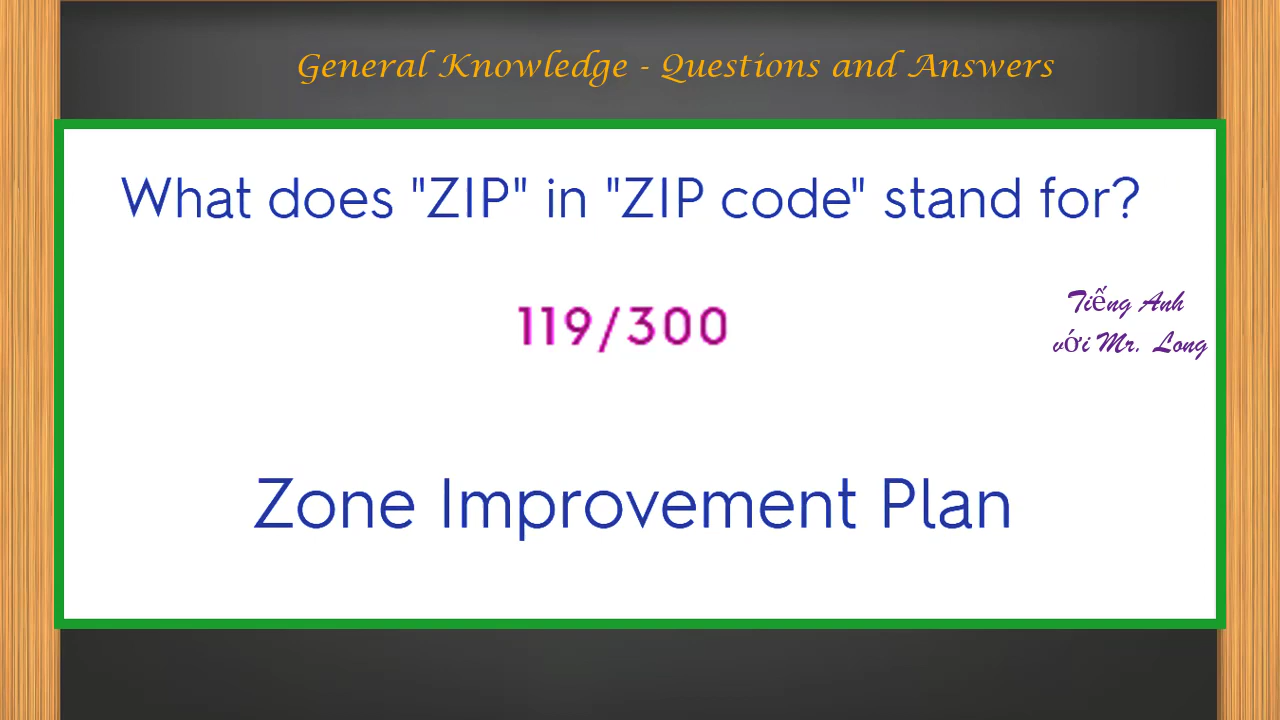 General Knowledge - Questions and Answers
What does "ZIP" in "ZIP code" stand for?
119/300
Tiếng Anh
với Mr. Long
Zone Improvement Plan